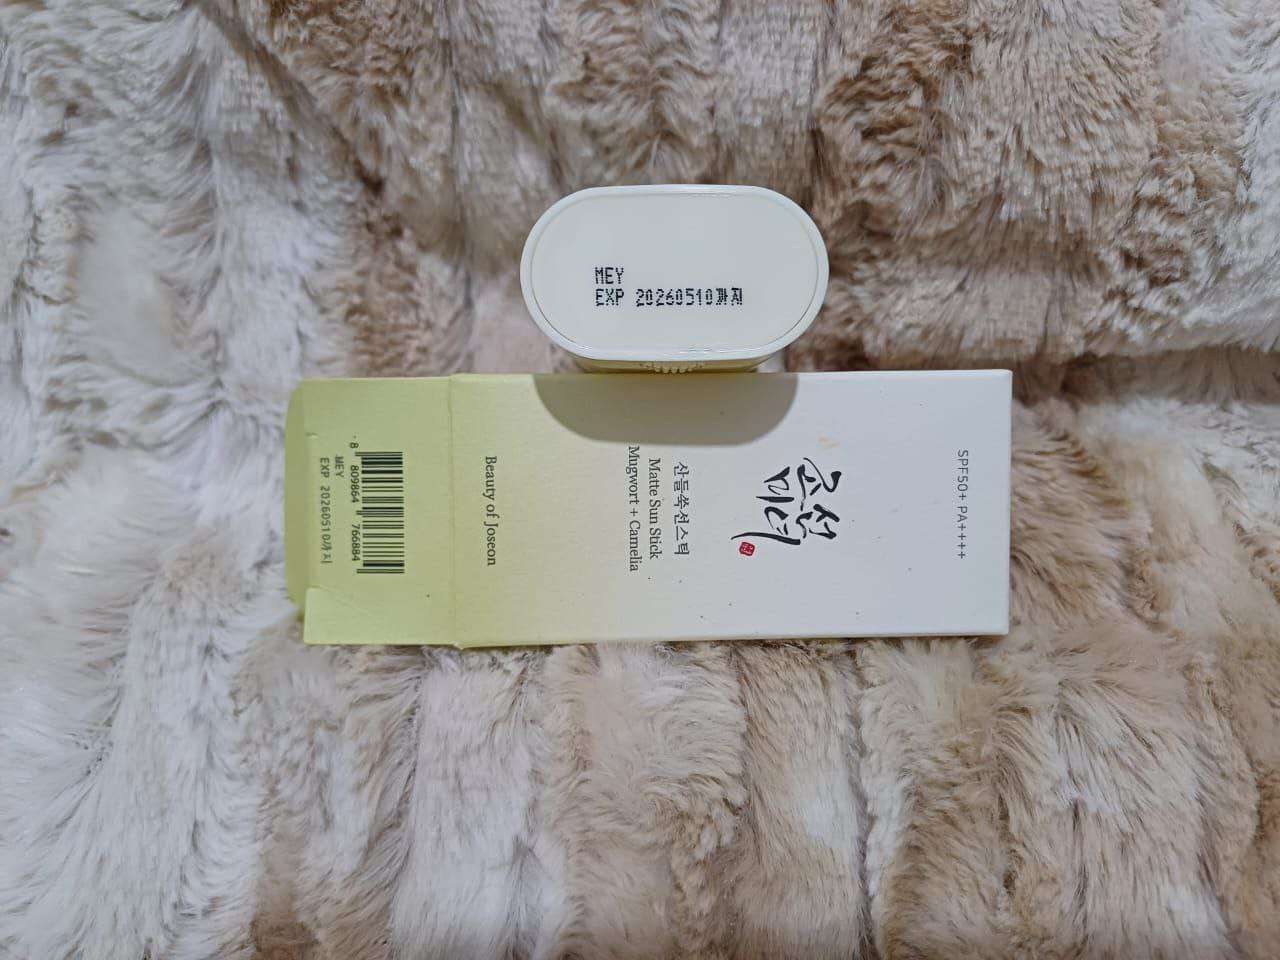 MEY
EXP 20260510까지
SPF50+ PA++++
조선
미녀
산들쑥선스틱
Matte Sun Stick
Mugwort + Camelia
Beauty of Joseon
8 809864 766884
MEY
EXP 20260510까지